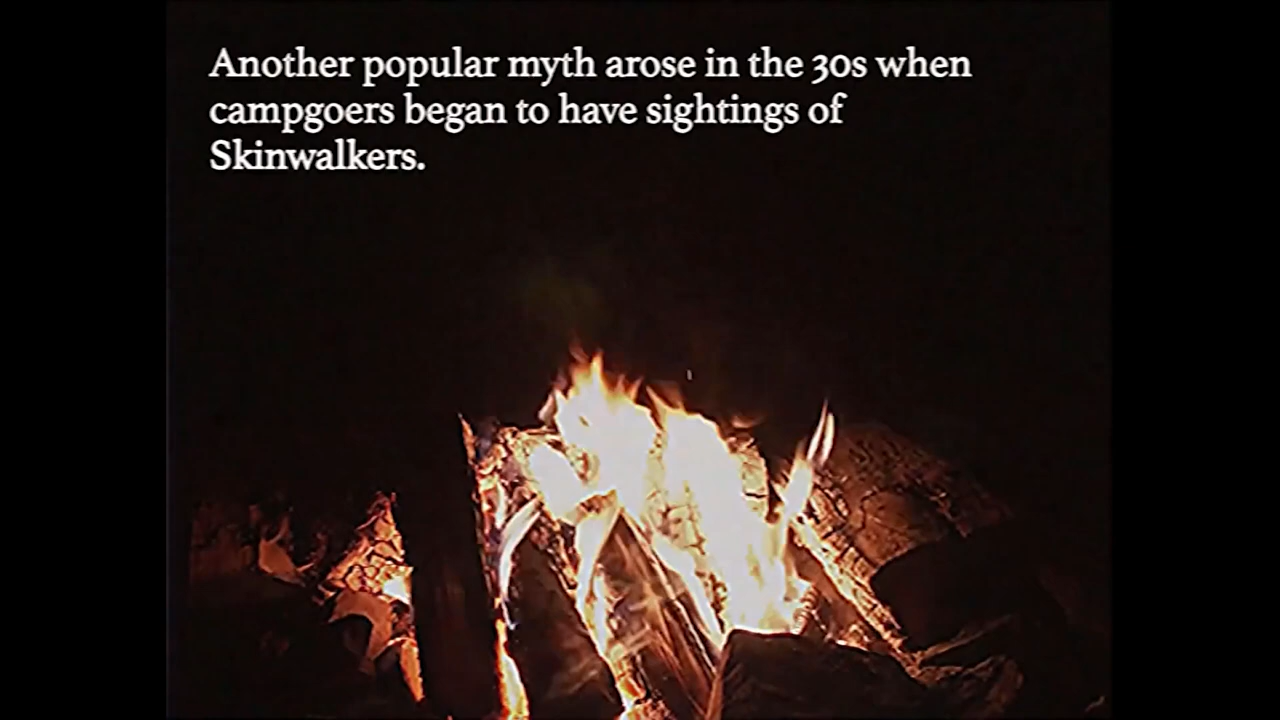 Another popular myth arose in the 30s when
campgoers began to have sightings of
Skinwalkers.